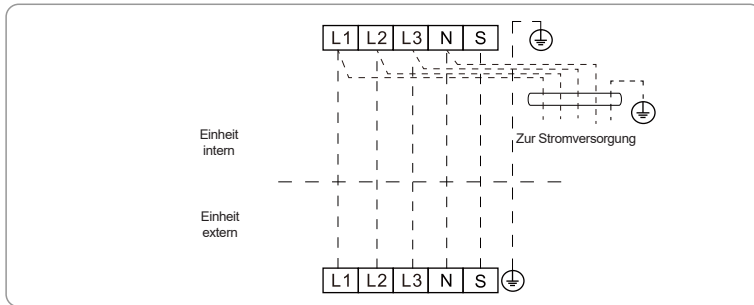 L1 L2 L3 N S
Zur Stromversorgung
Einheit
intern
Einheit
extern
L1 L2 L3 N S